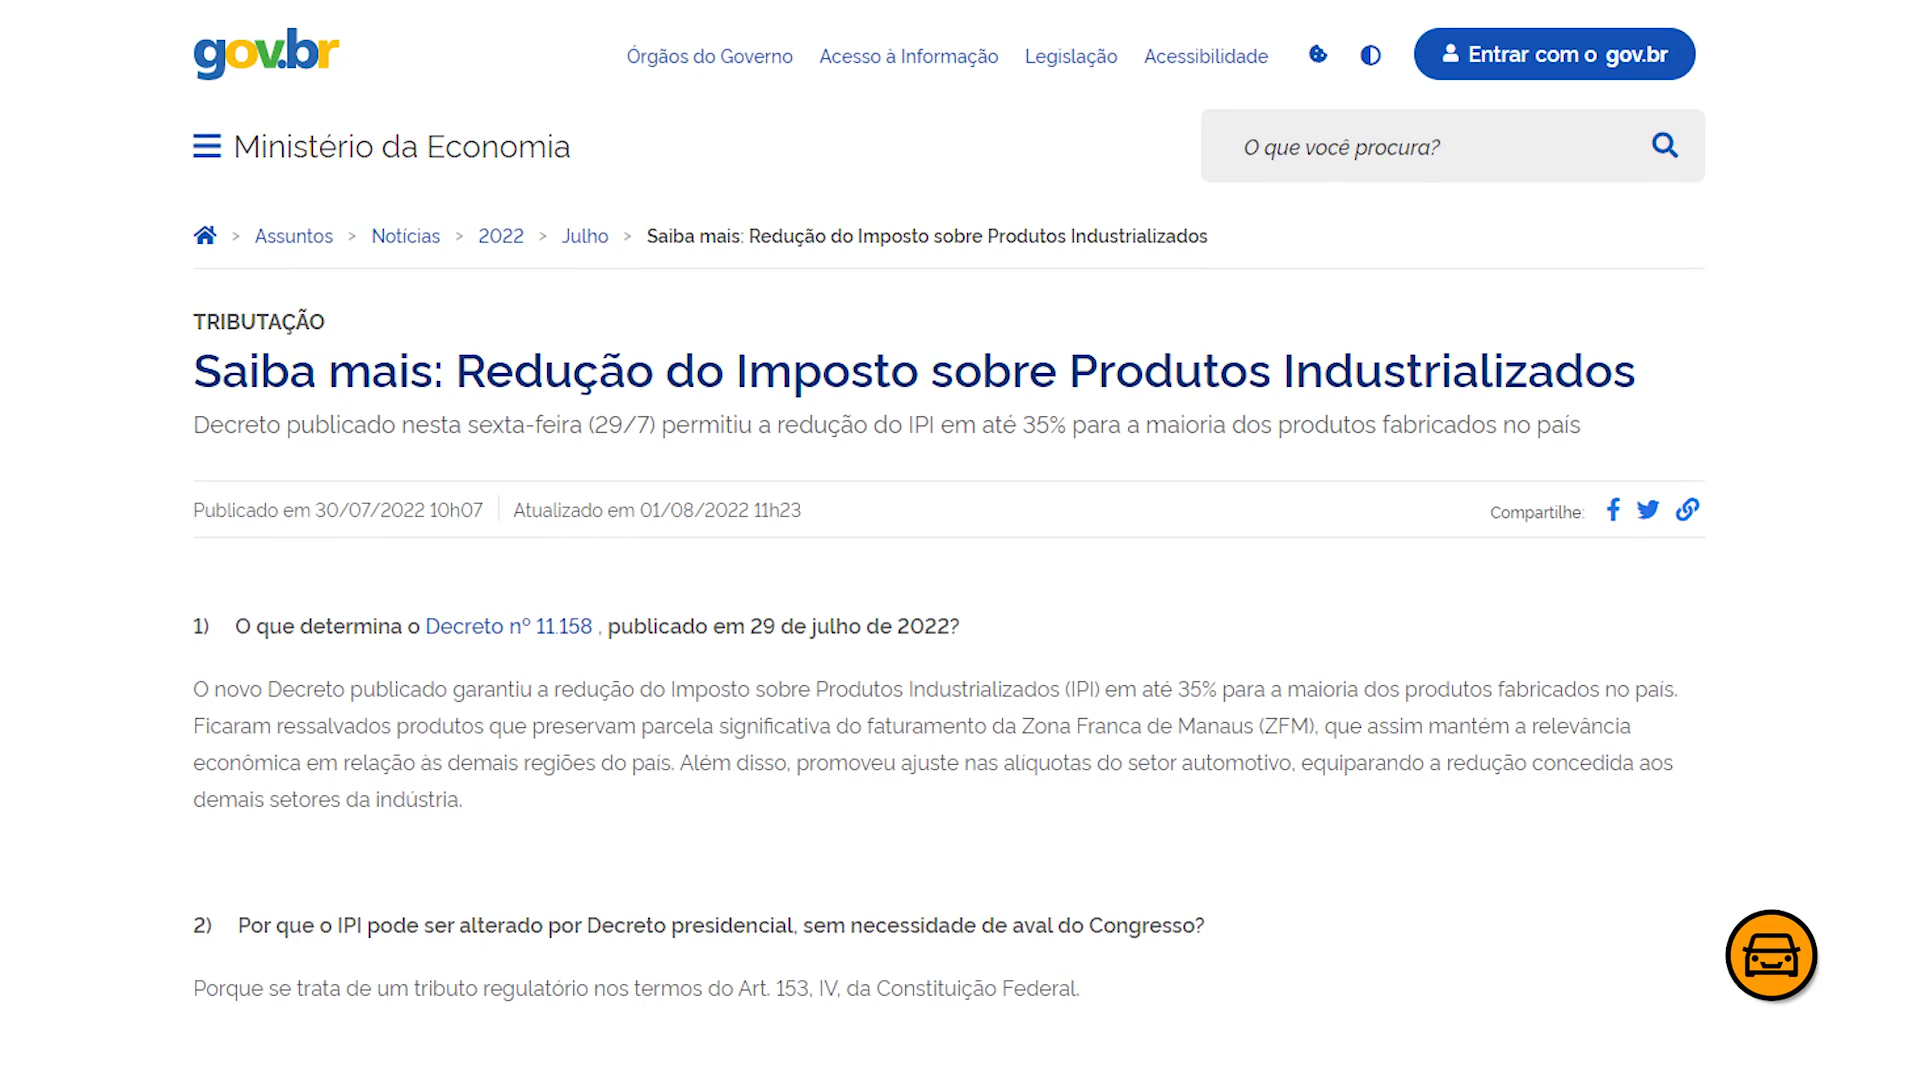 gov.br
Órgãos do Governo Acesso à Informação Legislação Acessibilidade Entrar com o gov.br
Ministério da Economia
O que você procura?
> Assuntos > Notícias > 2022 > Julho > Saiba mais: Redução do Imposto sobre Produtos Industrializados
TRIBUTAÇÃO
Saiba mais: Redução do Imposto sobre Produtos Industrializados
Decreto publicado nesta sexta-feira (29/7) permitiu a redução do IPI em até 35% para a maioria dos produtos fabricados no país
Publicado em 30/07/2022 10h07 Atualizado em 01/08/2022 11h23 Compartilhe:
1) O que determina o Decreto nº 11.158 , publicado em 29 de julho de 2022?
O novo Decreto publicado garantiu a redução do Imposto sobre Produtos Industrializados (IPI) em até 35% para a maioria dos produtos fabricados no país.
Ficaram ressalvados produtos que preservam parcela significativa do faturamento da Zona Franca de Manaus (ZFM), que assim mantém a relevância
econômica em relação às demais regiões do país. Além disso, promoveu ajuste nas alíquotas do setor automotivo, equiparando a redução concedida aos
demais setores da indústria.
2) Por que o IPI pode ser alterado por Decreto presidencial, sem necessidade de aval do Congresso?
Porque se trata de um tributo regulatório nos termos do Art. 153, IV, da Constituição Federal.